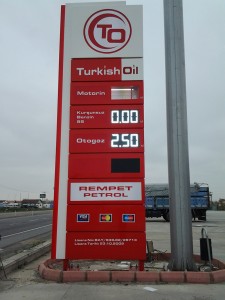 TO
Turkish Oil
Motorin
Kurşunsuz
Benzin
95
0.00
Otogaz
2.50
REMPET
PETROL